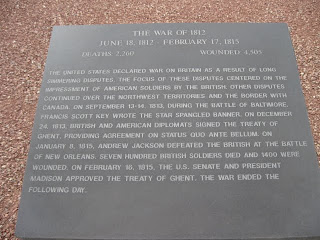 THE WAR OF 1812
JUNE 18, 1812 - FEBRUARY 17, 1815
DEATHS: 2,260 WOUNDED: 4,505
THE UNITED STATES DECLARED WAR ON BRITAIN AS A RESULT OF LONG
SIMMERING DISPUTES. THE FOCUS OF THESE DISPUTES CENTERED ON THE
IMPRESSMENT OF AMERICAN SOLDIERS BY THE BRITISH. OTHER DISPUTES
CONTINUED OVER THE NORTHWEST TERRITORIES AND THE BORDER WITH
CANADA. ON SEPTEMBER 13-14, DURING THE BATTLE OF BALTIMORE,
FRANCIS SCOTT KEY WROTE THE STAR SPANGLED BANNER. ON DECEMBER
24, BRITISH AND AMERICAN DIPLOMATS SIGNED THE TREATY OF
GHENT, PROVIDING AGREEMENT ON STATUS QUO ANTE BELLUM. ON
JANUARY 8, 1815, ANDREW JACKSON DEFEATED THE BRITISH AT THE BATTLE
OF NEW ORLEANS. SEVEN HUNDRED BRITISH SOLDIERS DIED AND 1400 WERE
WOUNDED. ON FEBRUARY 16, 1815, THE U.S. SENATE AND PRESIDENT
MADISON APPROVED THE TREATY OF GHENT. THE WAR ENDED THE
FOLLOWING DAY.